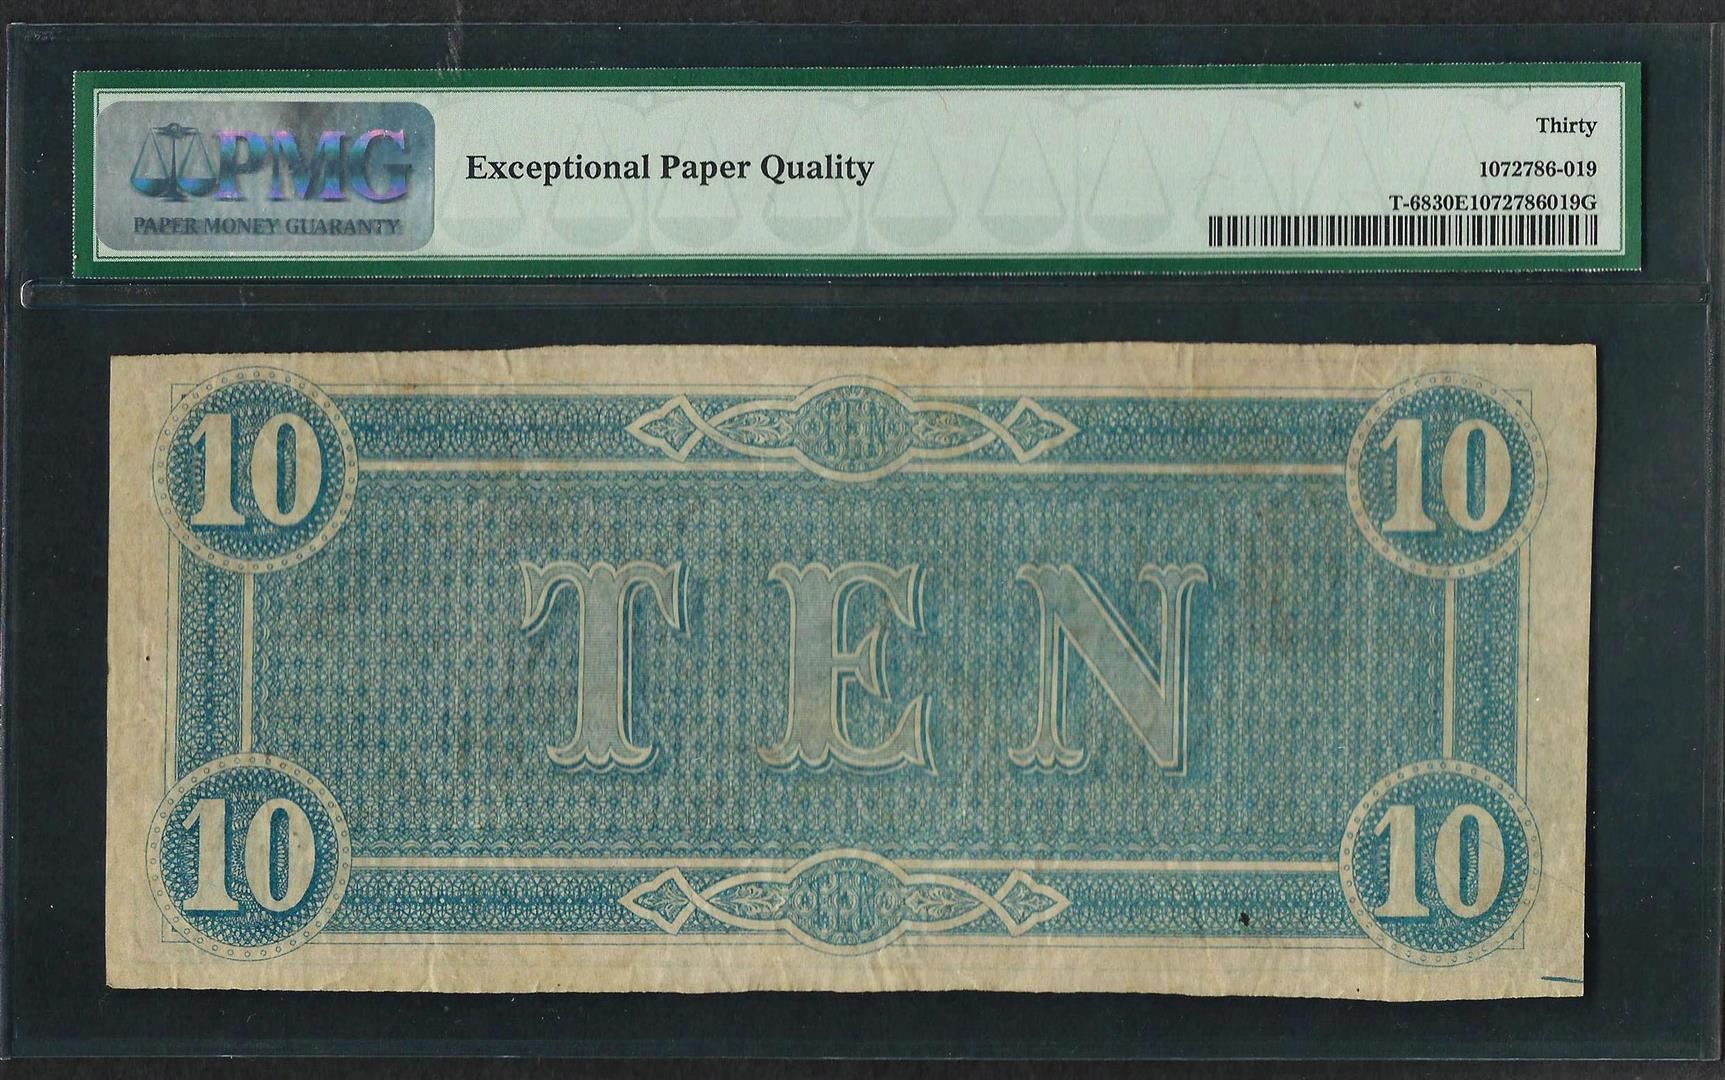 PMG
PAPER MONEY GUARANTY
Exceptional Paper Quality
Thirty
1072786-019
T-6830E1072786019G
10
TEN
10
TEN
10
TEN
10